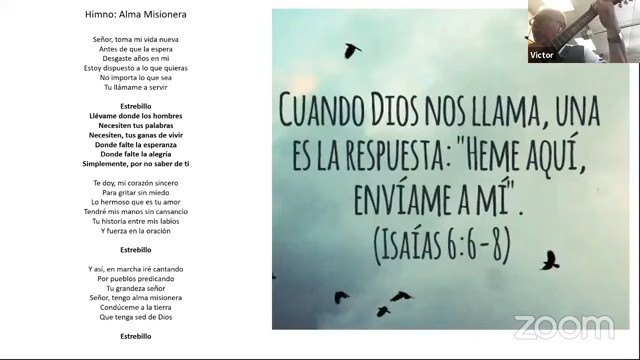 Himno: Alma Misionera
Señor, toma mi vida nueva
Antes de que la espera
Desgaste años en mi
Estoy dispuesto a lo que quieras
No importa lo que sea
Tu llámame a servir
Estrebillo
Llévame donde los hombres
Necesiten tus palabras
Necesiten, tus ganas de vivir
Donde falte la esperanza
Donde falte la alegría
Simplemente, por no saber de ti
Te doy, mi corazón sincero
Para gritar sin miedo
Lo hermoso que es tu amor
Tendré mis manos sin cansancio
Tu historia entre mis labios
Y fuerza en la oración
Estrebillo
Y así, en marcha iré cantando
Por pueblos predicando
Tu grandeza señor
Señor, tengo alma misionera
Condúceme a la tierra
Que tenga sed de Dios
Estrebillo
CUANDO DIOS NOS LLAMA, UNA
ES LA RESPUESTA: "HEME AQUÍ,
ENVÍAME A MÍ".
(ISAÍAS 6:6-8)
Victor
zoom